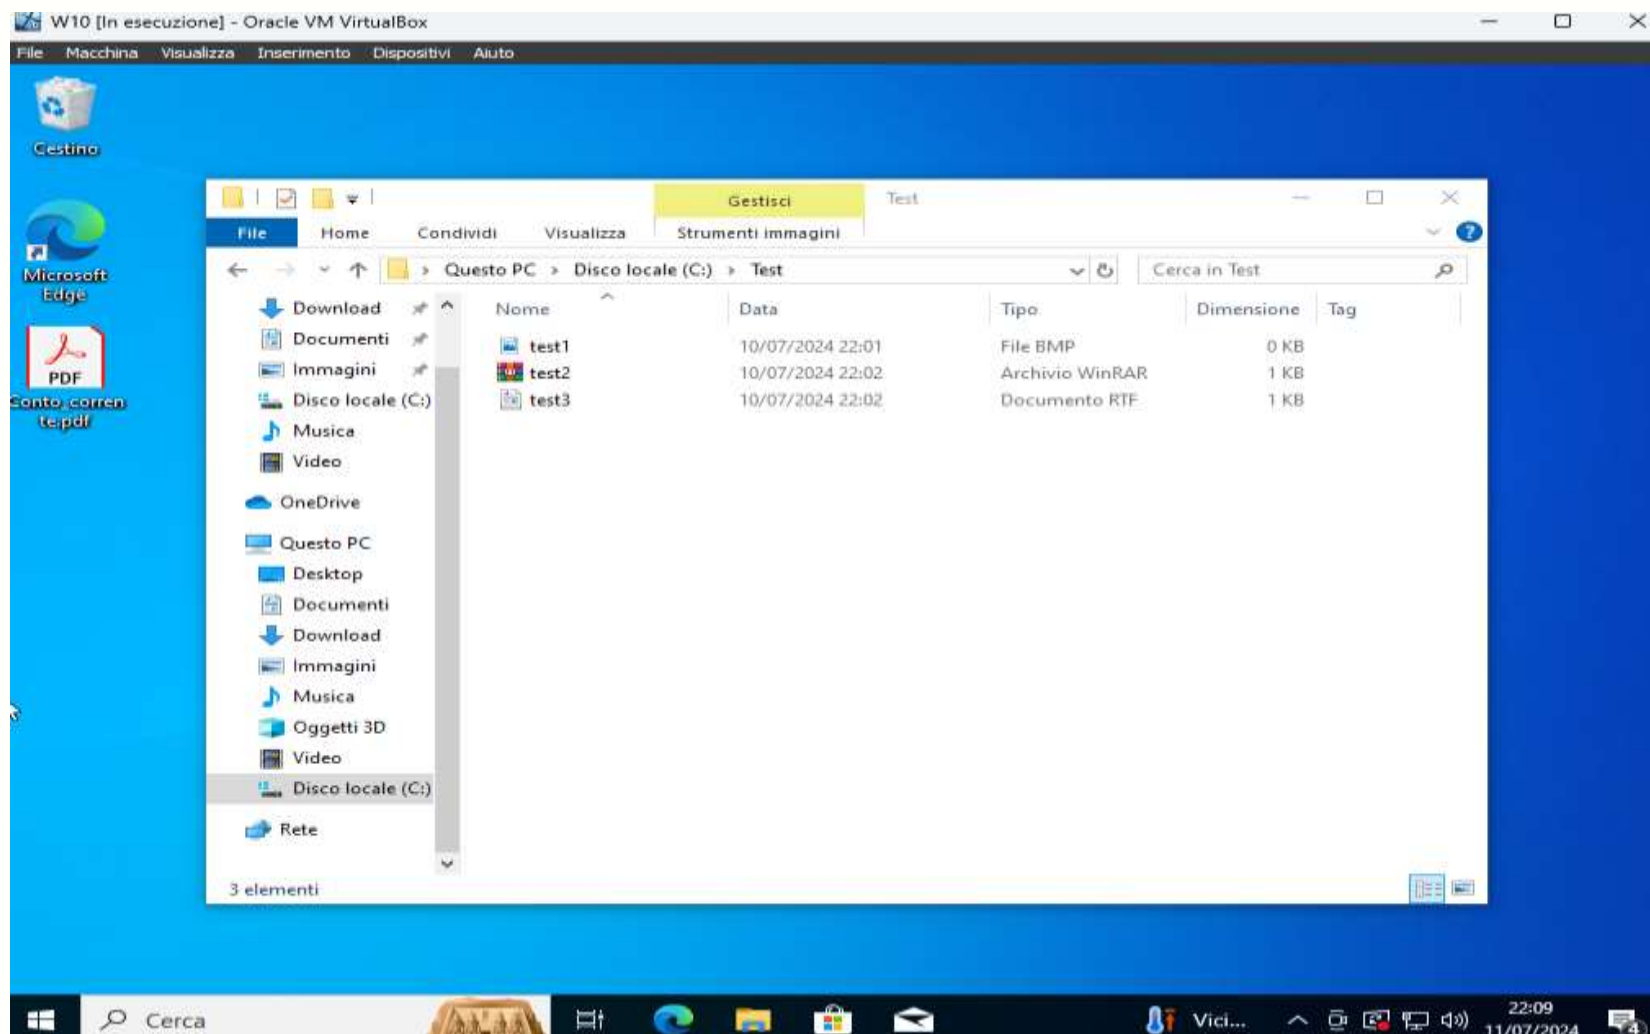 W10 [In esecuzione] - Oracle VM VirtualBox
File Macchina Visualizza Inserimento Dispositivi Aiuto
Cestino
Microsoft
Edge
PDF
Conto_corren
te.pdf
Gestisci Test
File Home Condividi Visualizza Strumenti immagini
Questo PC > Disco locale (C:) > Test Cerca in Test
Download
Documenti
Immagini
Disco locale (C:)
Musica
Video
OneDrive
Questo PC
Desktop
Documenti
Download
Immagini
Musica
Oggetti 3D
Video
Disco locale (C:)
Rete
Nome Data Tipo Dimensione Tag
test1 10/07/2024 22:01 File BMP 0 KB
test2 10/07/2024 22:02 Archivio WinRAR 1 KB
test3 10/07/2024 22:02 Documento RTF 1 KB
3 elementi
Cerca
Vici...
22:09
11/07/2024